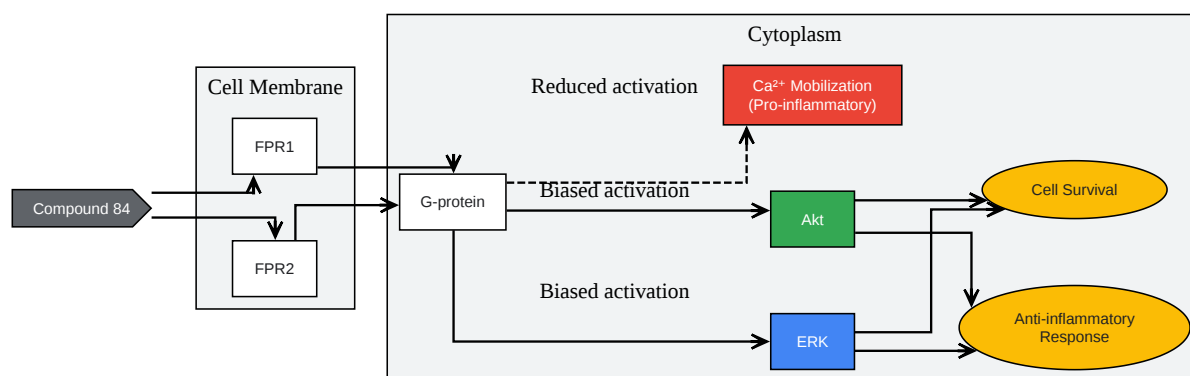 Cytoplasm
Cell Membrane
Reduced activation
Ca²⁺ Mobilization
(Pro-inflammatory)
FPR1
Compound 84
G-protein
Biased activation
Akt
Cell Survival
FPR2
Biased activation
ERK
Anti-inflammatory
Response